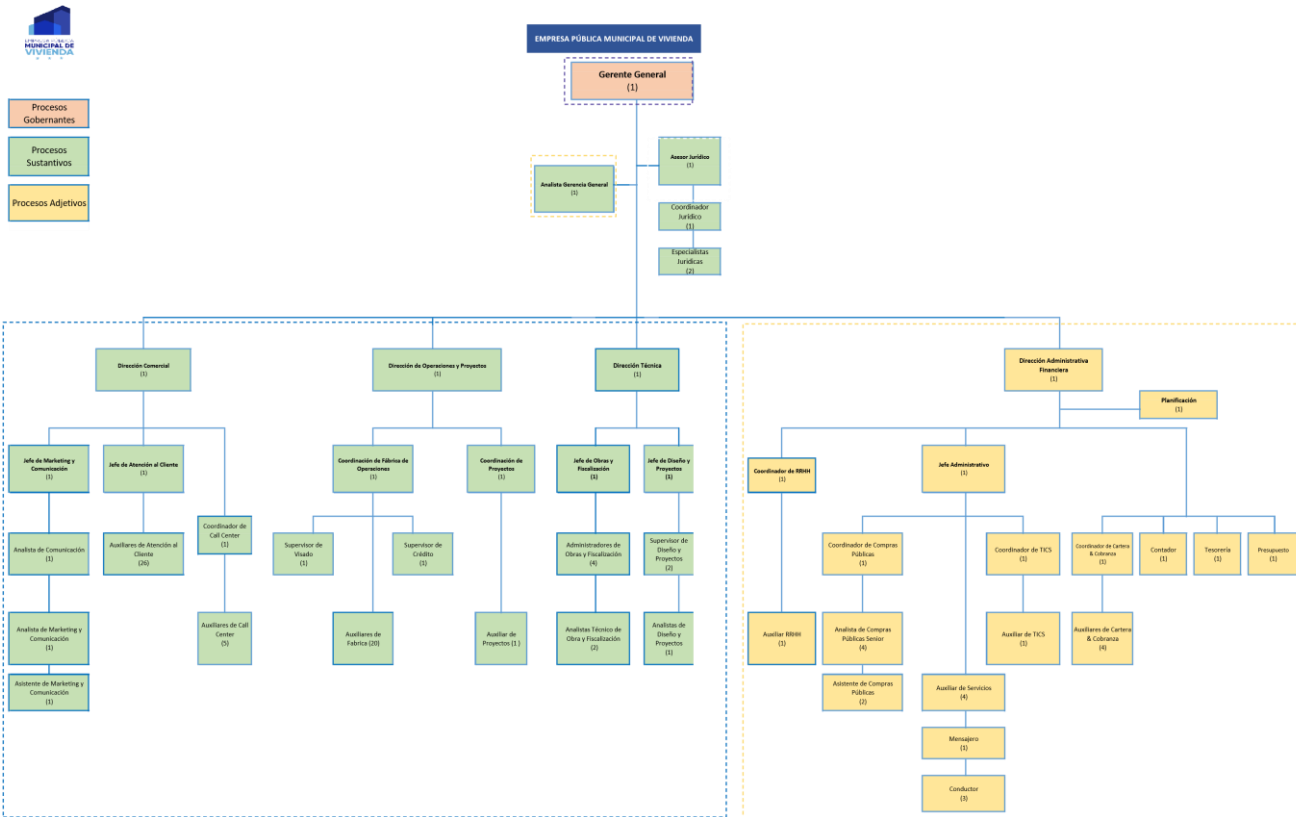 EMPRESA PÚBLICA
MUNICIPAL DE
VIVIENDA
EMPRESA PÚBLICA MUNICIPAL DE VIVIENDA
Gerente General
(1)
Procesos
Gobernantes
Procesos
Sustantivos
Procesos Adjetivos
Asesor Jurídico
(1)
Analista Gerencia General
(1)
Coordinador
Jurídico
(1)
Especialistas
Jurídicas
(2)
Dirección Comercial
(1)
Dirección de Operaciones y Proyectos
(1)
Dirección Técnica
(1)
Dirección Administrativa
Financiera
(1)
Planificación
(1)
Jefe de Marketing y
Comunicación
(1)
Jefe de Atención al Cliente
(1)
Coordinación de Fábrica de
Operaciones
(1)
Coordinación de
Proyectos
(1)
Jefe de Obras y
Fiscalización
(1)
Jefe de Diseño y
Proyectos
(1)
Coordinador de RRHH
(1)
Jefe Administrativo
(1)
Analista de Comunicación
(1)
Auxiliares de Atención al
Cliente
(26)
Coordinador de
Call Center
(1)
Supervisor de
Visado
(1)
Supervisor de
Crédito
(1)
Administradores de
Obras y Fiscalización
(4)
Supervisor de
Diseño y
Proyectos
(2)
Coordinador de Compras
Públicas
(1)
Coordinador de TICS
(1)
Coordinador de Cartera
& Cobranza
(1)
Contador
(1)
Tesorería
(1)
Presupuesto
(1)
Analista de Marketing y
Comunicación
(1)
Auxiliares de Call
Center
(5)
Auxiliares de
Fabrica (20)
Auxiliar de
Proyectos (1 )
Analistas Técnico de
Obra y Fiscalización
(2)
Analistas de
Diseño y
Proyectos
(1)
Auxiliar RRHH
(1)
Analista de Compras
Públicas Senior
(4)
Auxiliar de TICS
(1)
Auxiliares de Cartera
& Cobranza
(4)
Asistente de Marketing y
Comunicación
(1)
Asistente de Compras
Públicas
(2)
Auxiliar de Servicios
(4)
Mensajero
(1)
Conductor
(3)